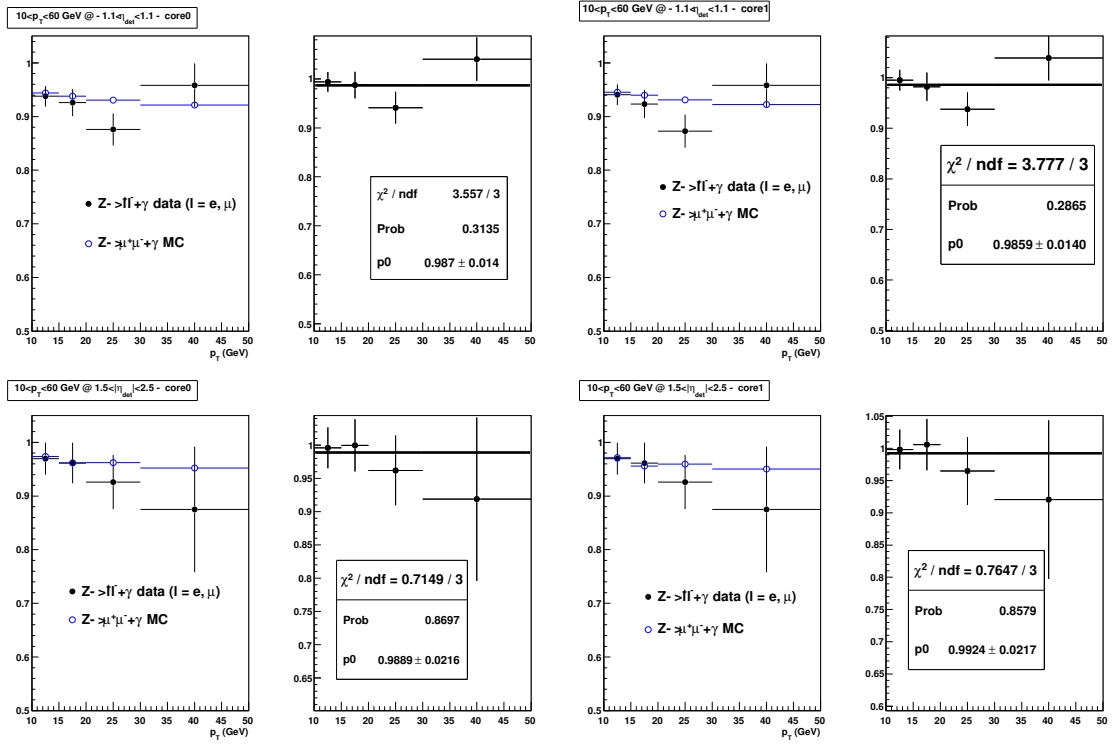 10<p_T<60 GeV @ - 1.1<η_det<1.1 - core0
1
0.9
0.8
0.7
0.6
0.5
Z->l⁺l⁻+γ data (l = e, μ)
Z->μ⁺μ⁻+γ MC
10 15 20 25 30 35 40 45 50
p_T (GeV)
1
0.9
0.8
0.7
0.6
0.5
χ² / ndf 3.557 / 3
Prob 0.3135
p0 0.987 ± 0.014
10 15 20 25 30 35 40 45 50
10<p_T<60 GeV @ - 1.1<η_det<1.1 - core1
1
0.9
0.8
0.7
0.6
0.5
Z->l⁺l⁻+γ data (l = e, μ)
Z->μ⁺μ⁻+γ MC
10 15 20 25 30 35 40 45 50
p_T (GeV)
1
0.9
0.8
0.7
0.6
0.5
χ² / ndf = 3.777 / 3
Prob 0.2865
p0 0.9859 ± 0.0140
10 15 20 25 30 35 40 45 50
10<p_T<60 GeV @ 1.5<|η_det|<2.5 - core0
1
0.9
0.8
0.7
0.6
0.5
Z->l⁺l⁻+γ data (l = e, μ)
Z->μ⁺μ⁻+γ MC
10 15 20 25 30 35 40 45 50
p_T (GeV)
1
0.95
0.9
0.85
0.8
0.75
0.7
0.65
0.6
χ² / ndf = 0.7149 / 3
Prob 0.8697
p0 0.9889 ± 0.0216
10 15 20 25 30 35 40 45 50
10<p_T<60 GeV @ 1.5<|η_det|<2.5 - core1
1
0.9
0.8
0.7
0.6
0.5
Z->l⁺l⁻+γ data (l = e, μ)
Z->μ⁺μ⁻+γ MC
10 15 20 25 30 35 40 45 50
p_T (GeV)
1.05
1
0.95
0.9
0.85
0.8
0.75
0.7
0.65
0.6
χ² / ndf = 0.7647 / 3
Prob 0.8579
p0 0.9924 ± 0.0217
10 15 20 25 30 35 40 45 50